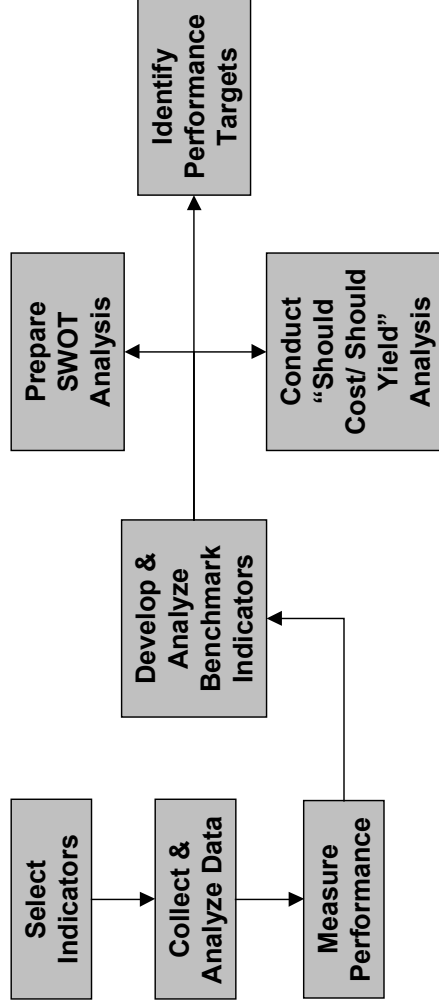 Select
Indicators
Collect &
Analyze Data
Measure
Performance
Develop &
Analyze
Benchmark
Indicators
Prepare
SWOT
Analysis
Conduct
“Should
Cost/ Should
Yield”
Analysis
Identify
Performance
Targets